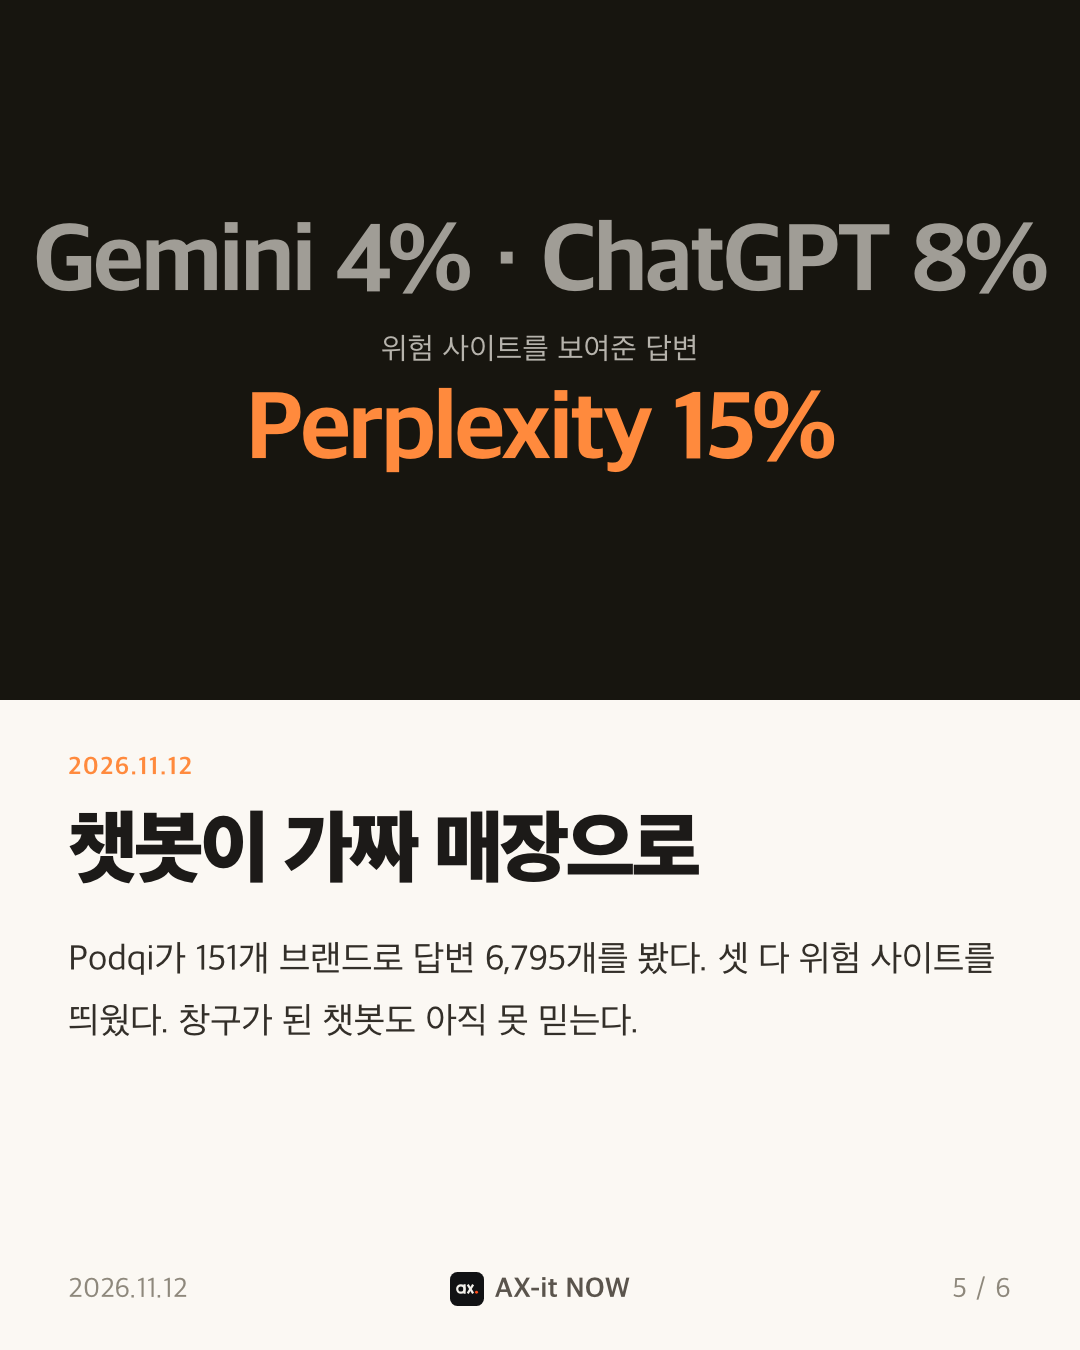 Gemini 4% · ChatGPT 8%
위험 사이트를 보여준 답변
Perplexity 15%
2026.11.12
챗봇이 가짜 매장으로
Podqi가 151개 브랜드로 답변 6,795개를 봤다. 셋 다 위험 사이트를
띄웠다. 창구가 된 챗봇도 아직 못 믿는다.
2026.11.12
ax. AX-it NOW
5 / 6